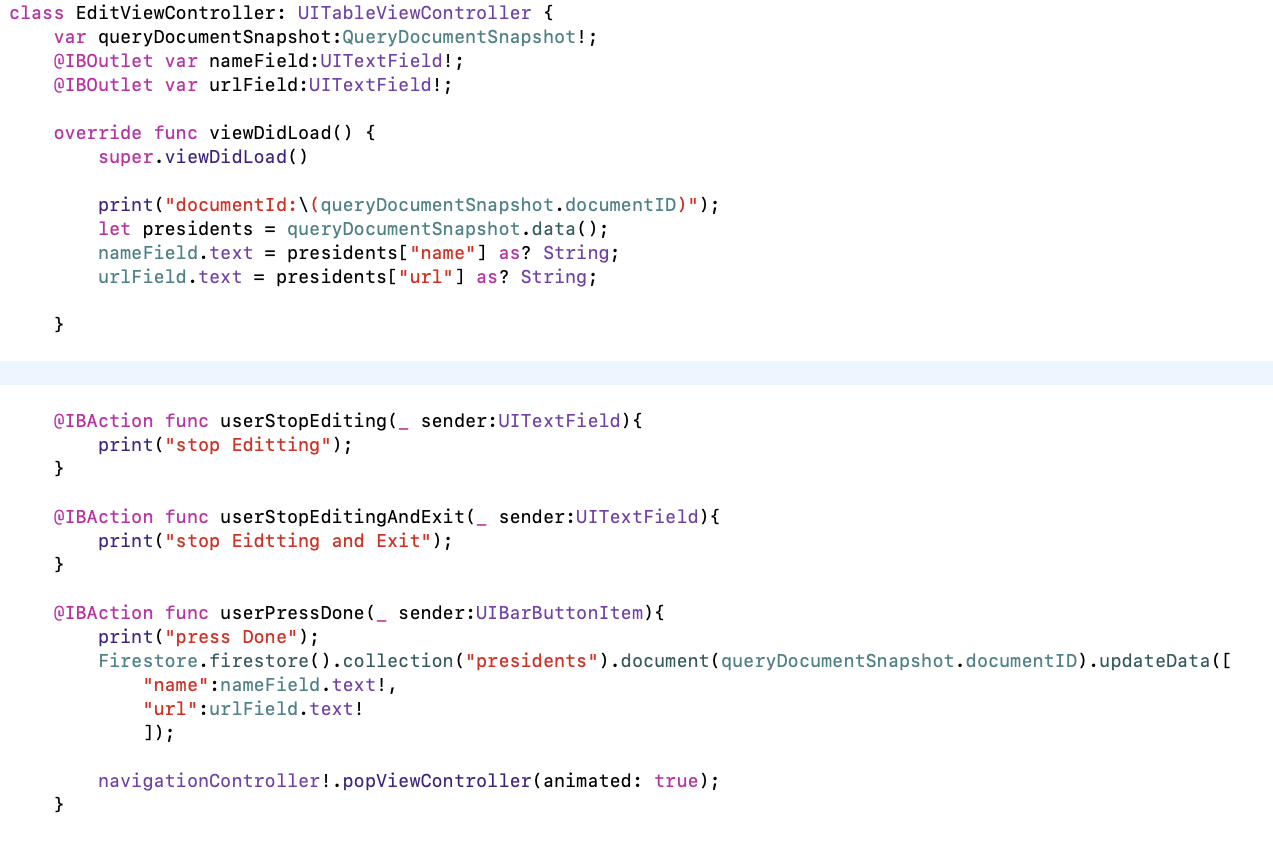 class EditViewController: UITableViewController {
    var queryDocumentSnapshot:QueryDocumentSnapshot!;
    @IBOutlet var nameField:UITextField!;
    @IBOutlet var urlField:UITextField!;
    override func viewDidLoad() {
        super.viewDidLoad()
        print("documentId:\(queryDocumentSnapshot.documentID)");
        let presidents = queryDocumentSnapshot.data();
        nameField.text = presidents["name"] as? String;
        urlField.text = presidents["url"] as? String;
    }
    @IBAction func userStopEditing(_ sender:UITextField){
        print("stop Editting");
    }
    @IBAction func userStopEditingAndExit(_ sender:UITextField){
        print("stop Eidtting and Exit");
    }
    @IBAction func userPressDone(_ sender:UIBarButtonItem){
        print("press Done");
        Firestore.firestore().collection("presidents").document(queryDocumentSnapshot.documentID).updateData([
            "name":nameField.text!,
            "url":urlField.text!
            ]);
        navigationController!.popViewController(animated: true);
    }